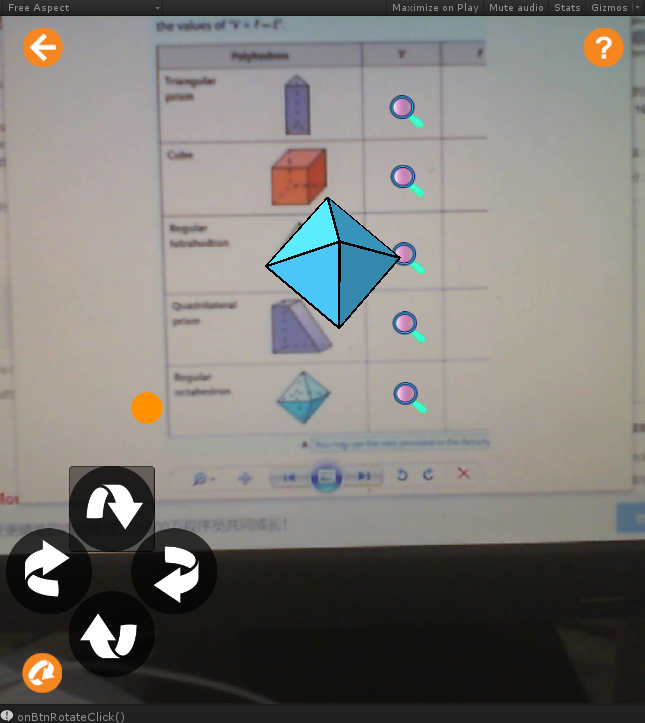 Free Aspect
Maximize on Play Mute audio Stats Gizmos
?
the values of "V + F – E".
Polyhedron V F
Triangular
prism
Cube
Regular
tetrahedron
Quadrilateral
prism
Regular
octahedron
You may use the nets provided in the Activity
onBtnRotateClick()